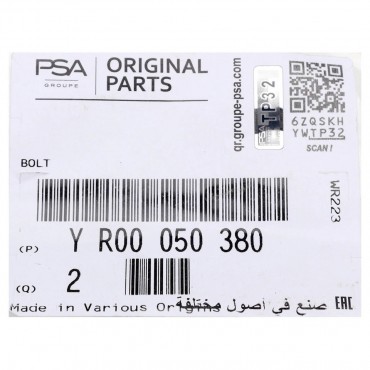 PSA
GROUPE
ORIGINAL
PARTS
qr.groupe-psa.com
TP32
6ZQSKH
YWTP32
SCAN!
BOLT
WR223
(P) Y R00 050 380
(Q) 2
Made in Various Origins صنع في أصول مختلفة EAC